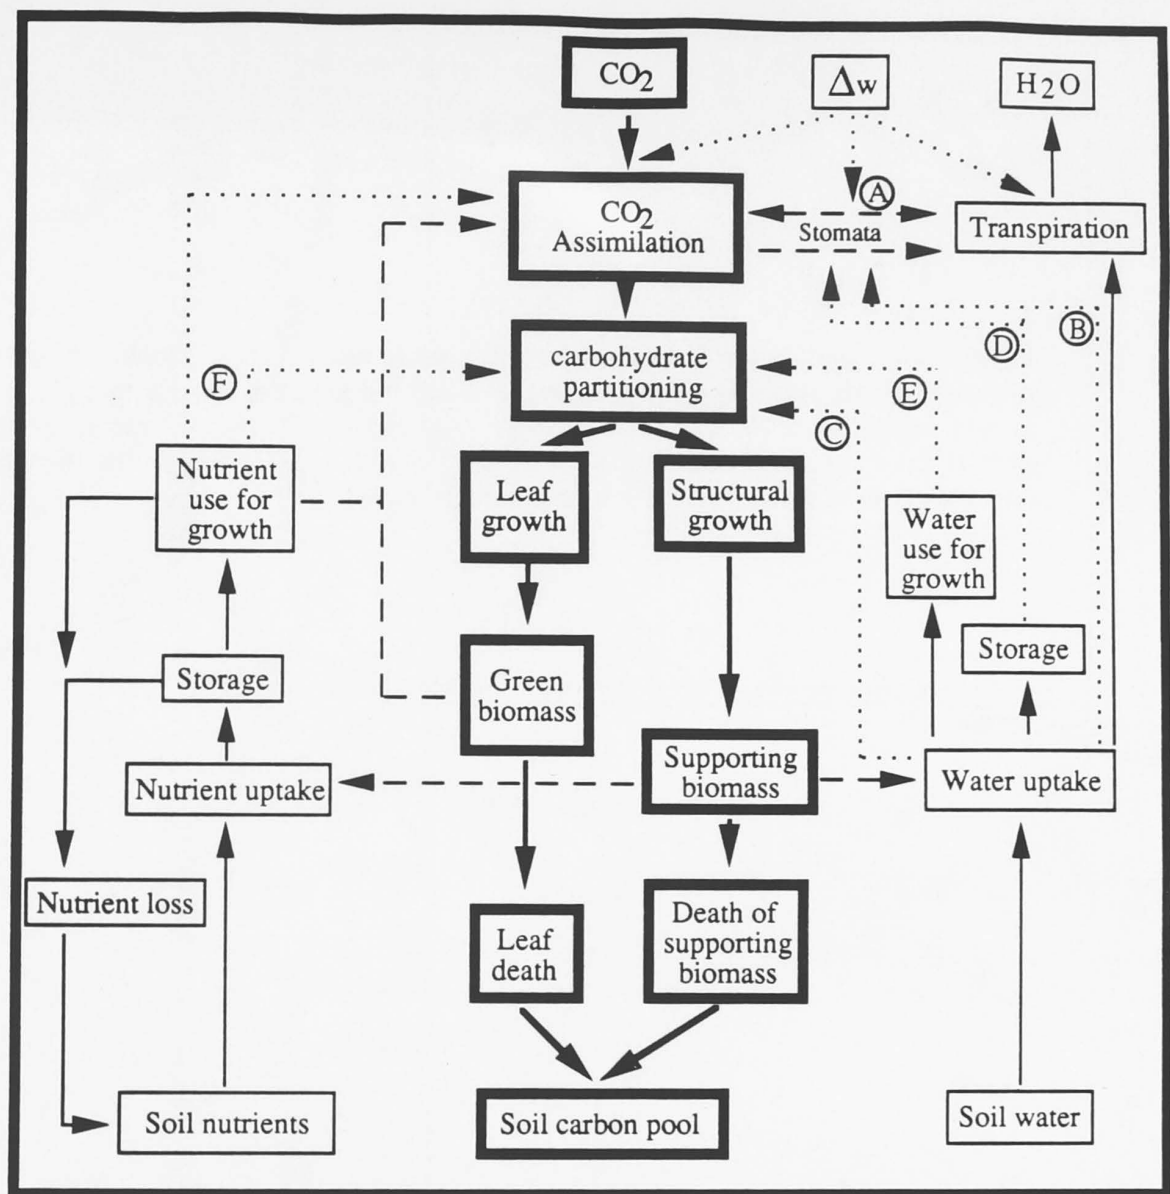 CO2
Δw
H2O
A
CO2
Assimilation
Stomata
Transpiration
B
D
carbohydrate
partitioning
F
E
C
Nutrient
use for
growth
Leaf
growth
Structural
growth
Water
use for
growth
Storage
Green
biomass
Storage
Nutrient uptake
Supporting
biomass
Water uptake
Nutrient loss
Leaf
death
Death of
supporting
biomass
Soil nutrients
Soil carbon pool
Soil water